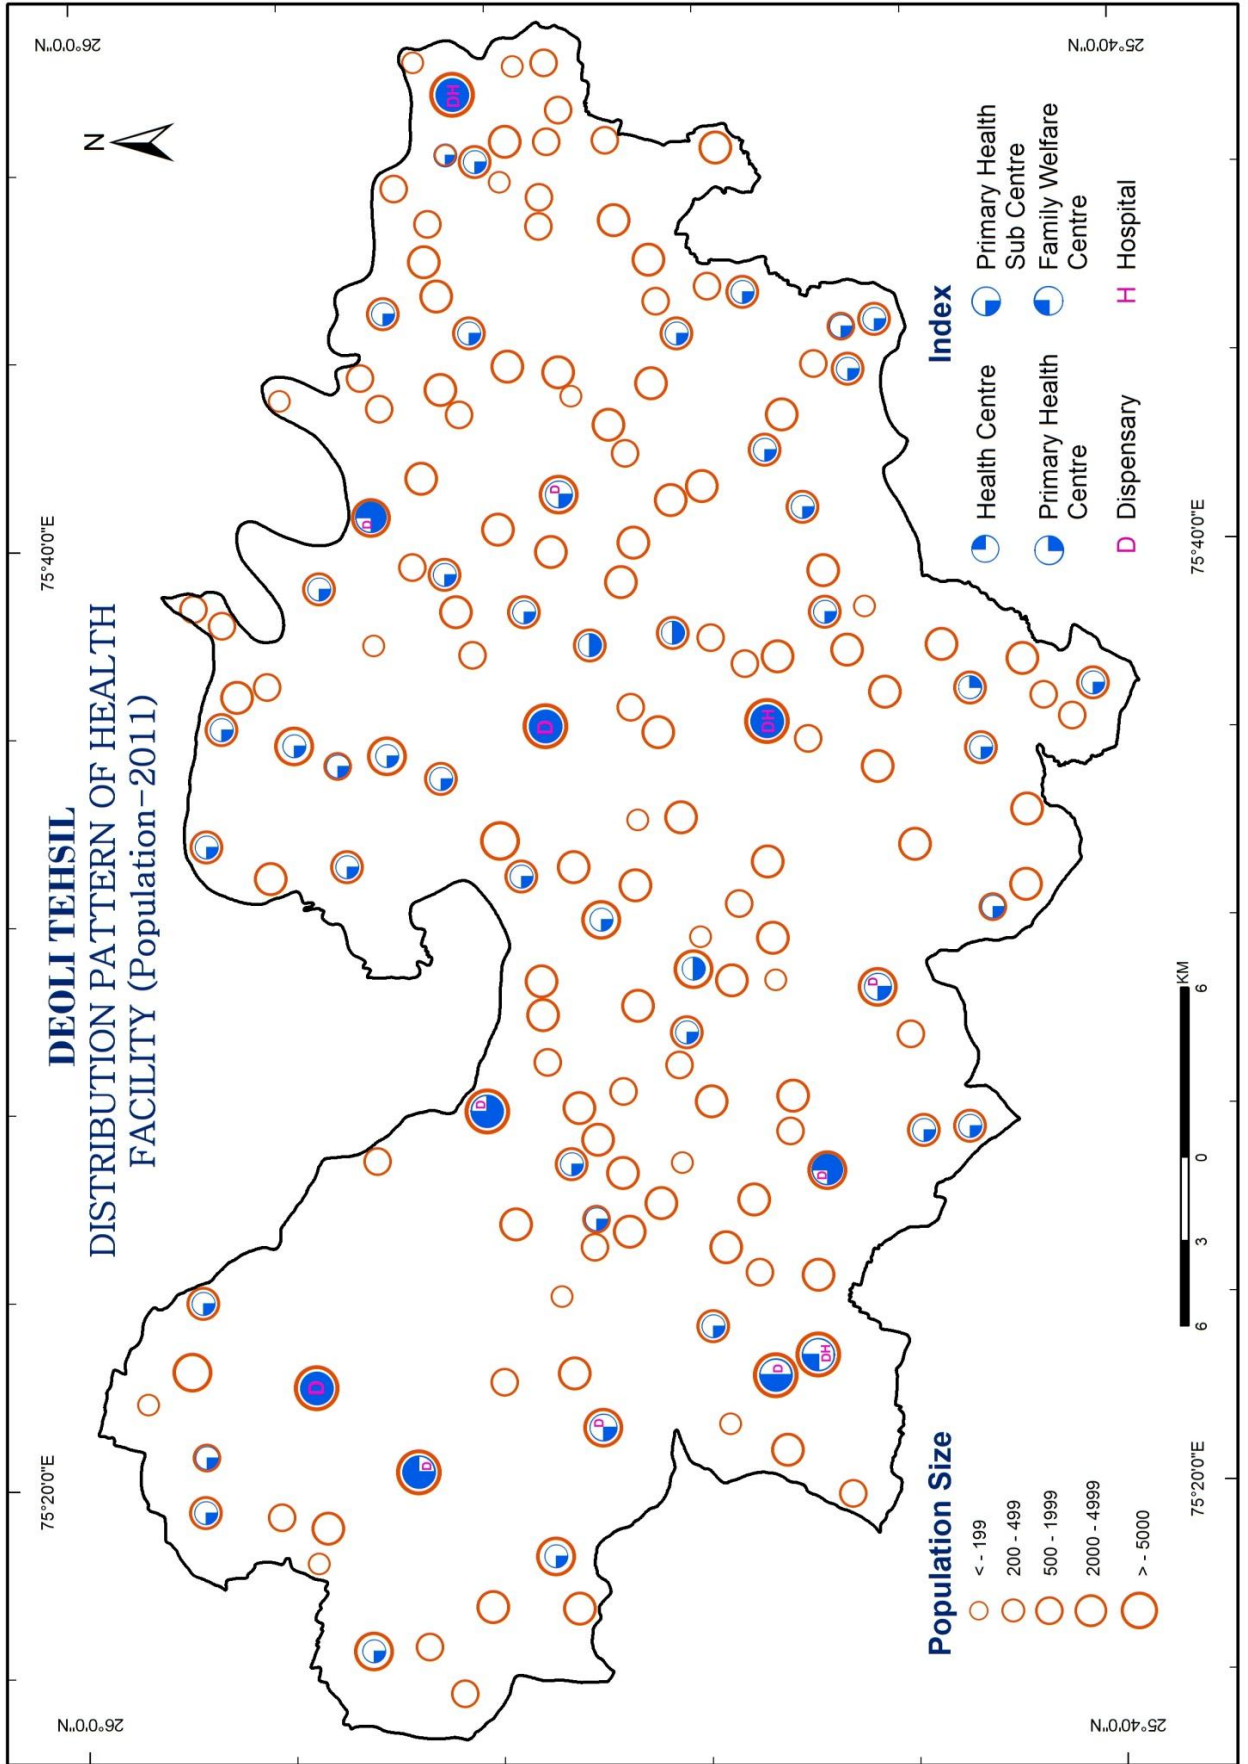 DEOLI TEHSIL
DISTRIBUTION PATTERN OF HEALTH
FACILITY (Population-2011)
75°20'0"E
75°40'0"E
26°0'0"N
26°0'0"N
N
D
D
D
DH
D
D
D
D
DH
D
DH
D
D
Population Size
< - 199
200 - 499
500 - 1999
2000 - 4999
> - 5000
6 3 0 6
KM
Index
Health Centre
Primary Health
Sub Centre
Primary Health
Centre
Family Welfare
Centre
D Dispensary
H Hospital
25°40'0"N
25°40'0"N
75°20'0"E
75°40'0"E